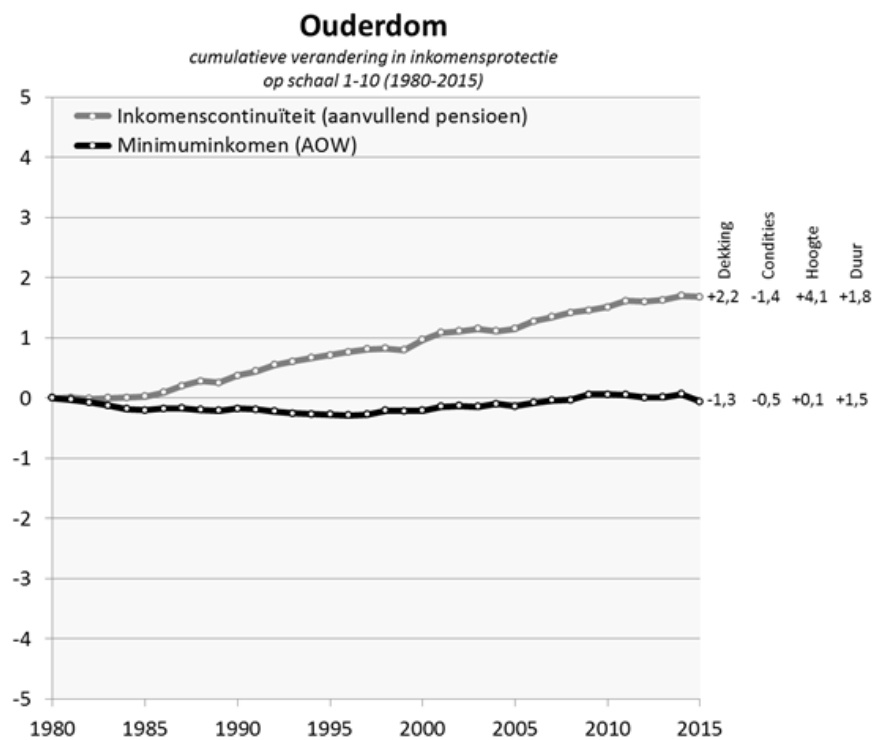 Ouderdom
cumulatieve verandering in inkomensprotectie
op schaal 1-10 (1980-2015)
5
Inkomenscontinuïteit (aanvullend pensioen)
Minimuminkomen (AOW)
4
3
2
1
0
-1
-2
-3
-4
-5
Dekking
Condities
Hoogte
Duur
+2,2 -1,4 +4,1 +1,8
-1,3 -0,5 +0,1 +1,5
1980 1985 1990 1995 2000 2005 2010 2015